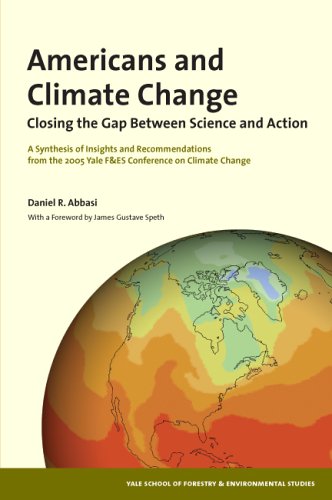 Americans and
Climate Change:
Closing the Gap Between Science and Action
A Synthesis of Insights and Recommendations
from the 2005 Yale F&ES Conference on Climate Change
Daniel R. Abbasi
With a Foreword by James Gustave Speth
YALE SCHOOL OF FORESTRY & ENVIRONMENTAL STUDIES